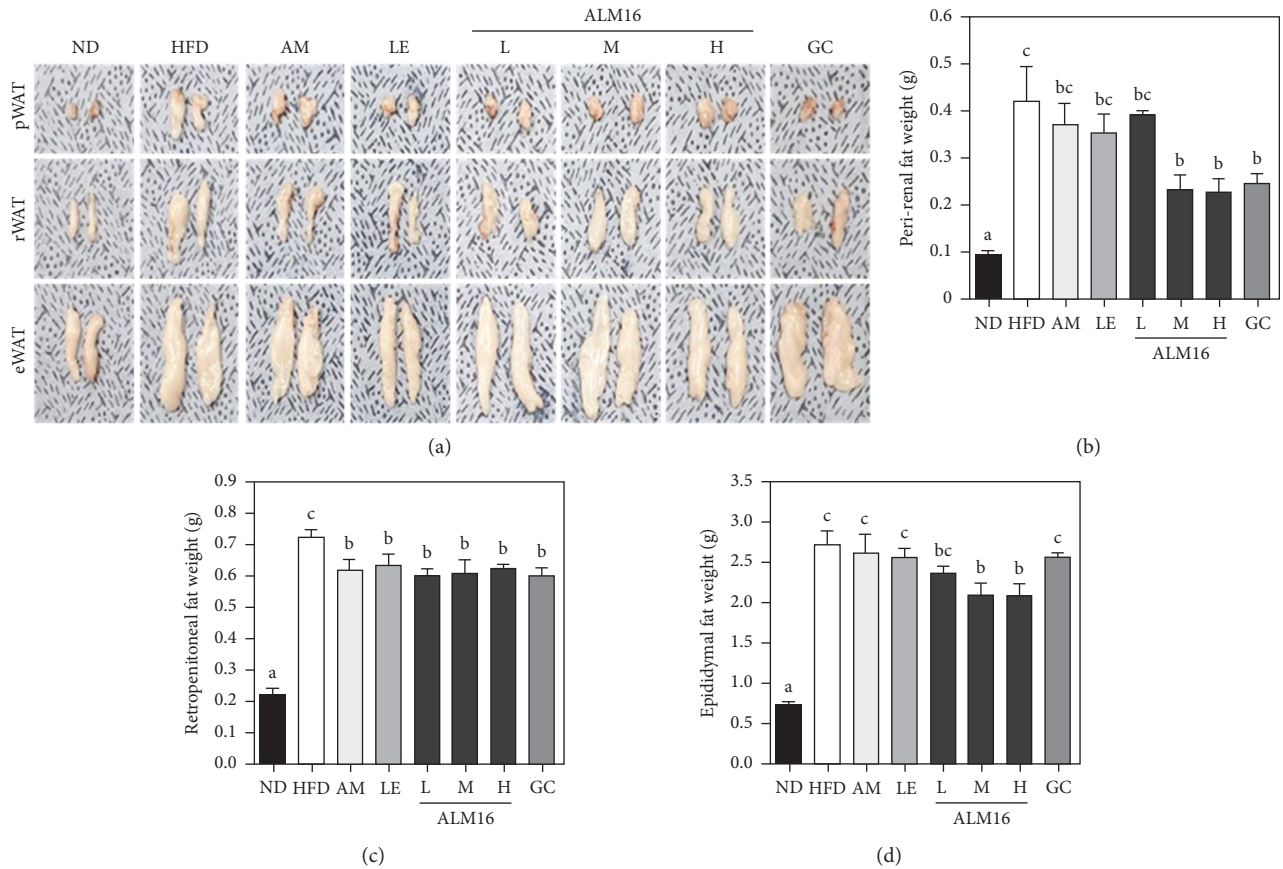 ALM16
ND HFD AM LE L M H GC
pWAT
rWAT
eWAT
(a)
Peri-renal fat weight (g)
0.6
0.5
0.4
0.3
0.2
0.1
0
a c bc bc bc b b b
ND HFD AM LE L M H GC
ALM16
(b)
Retropenitoneal fat weight (g)
0.9
0.8
0.7
0.6
0.5
0.4
0.3
0.2
0.1
0.0
a c b b b b b b
ND HFD AM LE L M H GC
ALM16
(c)
Epididymal fat weight (g)
3.5
3.0
2.5
2.0
1.5
1.0
0.5
0.0
a c c c bc b b c
ND HFD AM LE L M H GC
ALM16
(d)